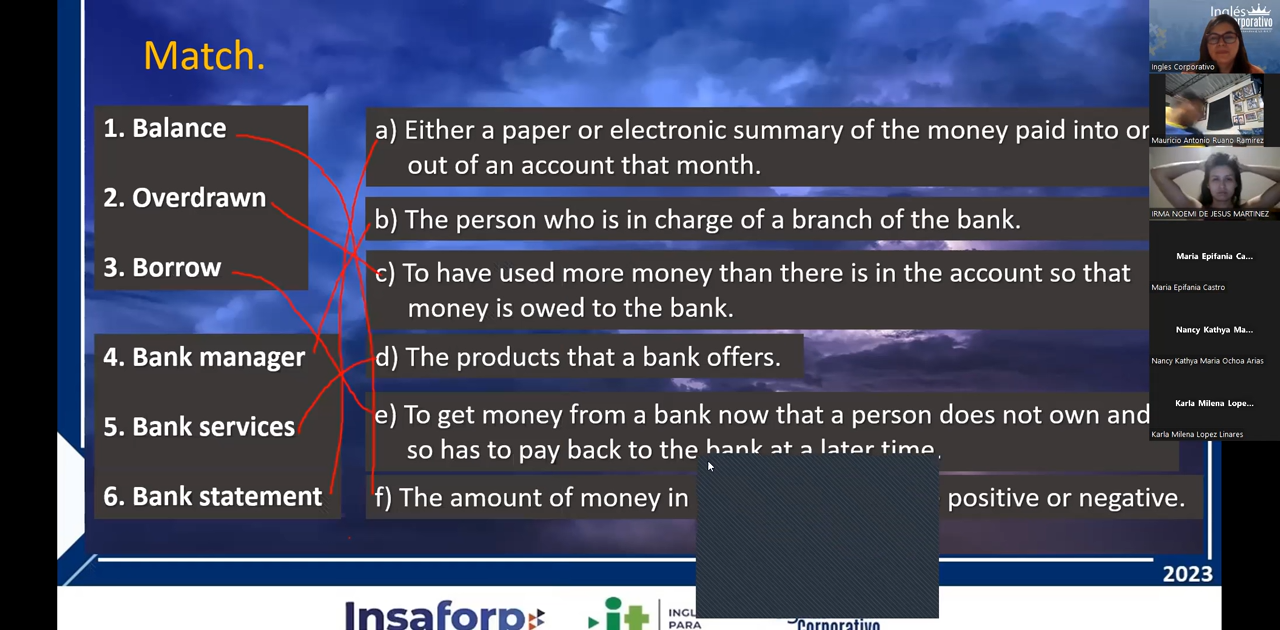 Match.
1. Balance
2. Overdrawn
3. Borrow
4. Bank manager
5. Bank services
6. Bank statement
a) Either a paper or electronic summary of the money paid into or
out of an account that month.
b) The person who is in charge of a branch of the bank.
c) To have used more money than there is in the account so that
money is owed to the bank.
d) The products that a bank offers.
e) To get money from a bank now that a person does not own and
so has to pay back to the bank at a later time.
f) The amount of money in positive or negative.
2023
Insaforp
it
INGL
PARA
Corporativo
Inglés
Ingles Corporativo
Mauricio Antonio Ruano Ramirez
IRMA NOEMI DE JESUS MARTINEZ
Maria Epifania Ca...
Maria Epifania Castro
Nancy Kathya Ma...
Nancy Kathya Maria Ochoa Arias
Karla Milena Lope...
Karla Milena Lopez Linares